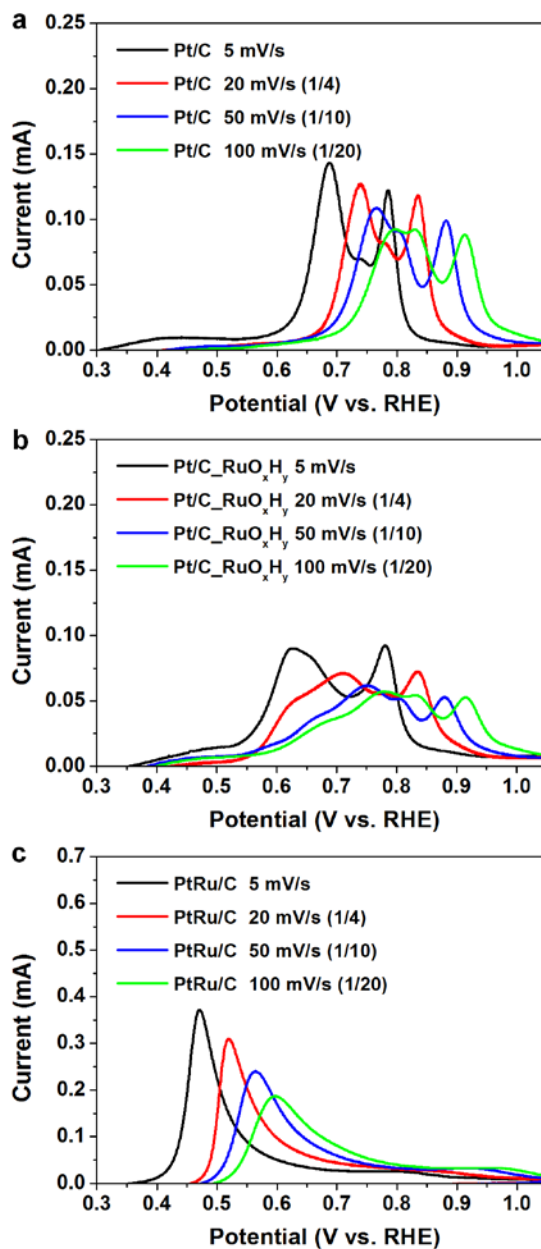 a
0.25
0.20
0.15
0.10
0.05
0.00
Current (mA)
Pt/C 5 mV/s
Pt/C 20 mV/s (1/4)
Pt/C 50 mV/s (1/10)
Pt/C 100 mV/s (1/20)
0.3 0.4 0.5 0.6 0.7 0.8 0.9 1.0
Potential (V vs. RHE)
b
0.25
0.20
0.15
0.10
0.05
0.00
Current (mA)
Pt/C_RuOxHy 5 mV/s
Pt/C_RuOxHy 20 mV/s (1/4)
Pt/C_RuOxHy 50 mV/s (1/10)
Pt/C_RuOxHy 100 mV/s (1/20)
0.3 0.4 0.5 0.6 0.7 0.8 0.9 1.0
Potential (V vs. RHE)
c
0.7
0.6
0.5
0.4
0.3
0.2
0.1
0.0
Current (mA)
PtRu/C 5 mV/s
PtRu/C 20 mV/s (1/4)
PtRu/C 50 mV/s (1/10)
PtRu/C 100 mV/s (1/20)
0.3 0.4 0.5 0.6 0.7 0.8 0.9 1.0
Potential (V vs. RHE)